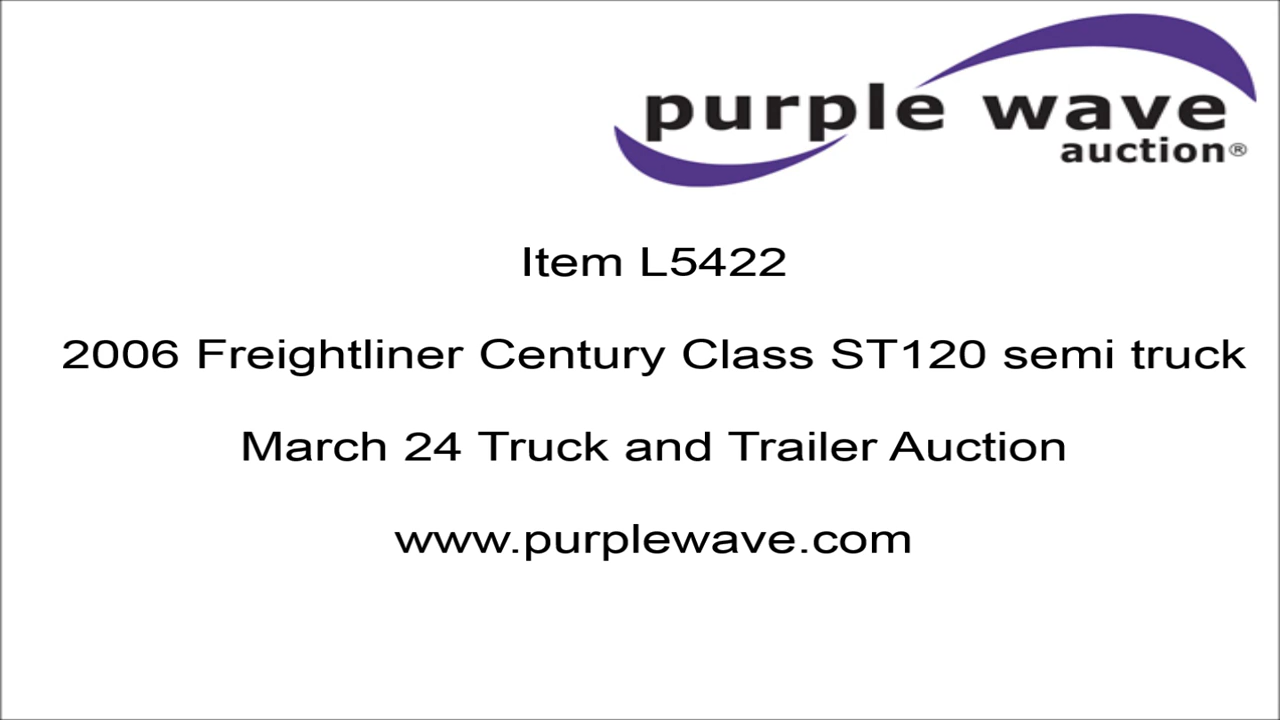 purple wave
auction®
Item L5422
2006 Freightliner Century Class ST120 semi truck
March 24 Truck and Trailer Auction
www.purplewave.com